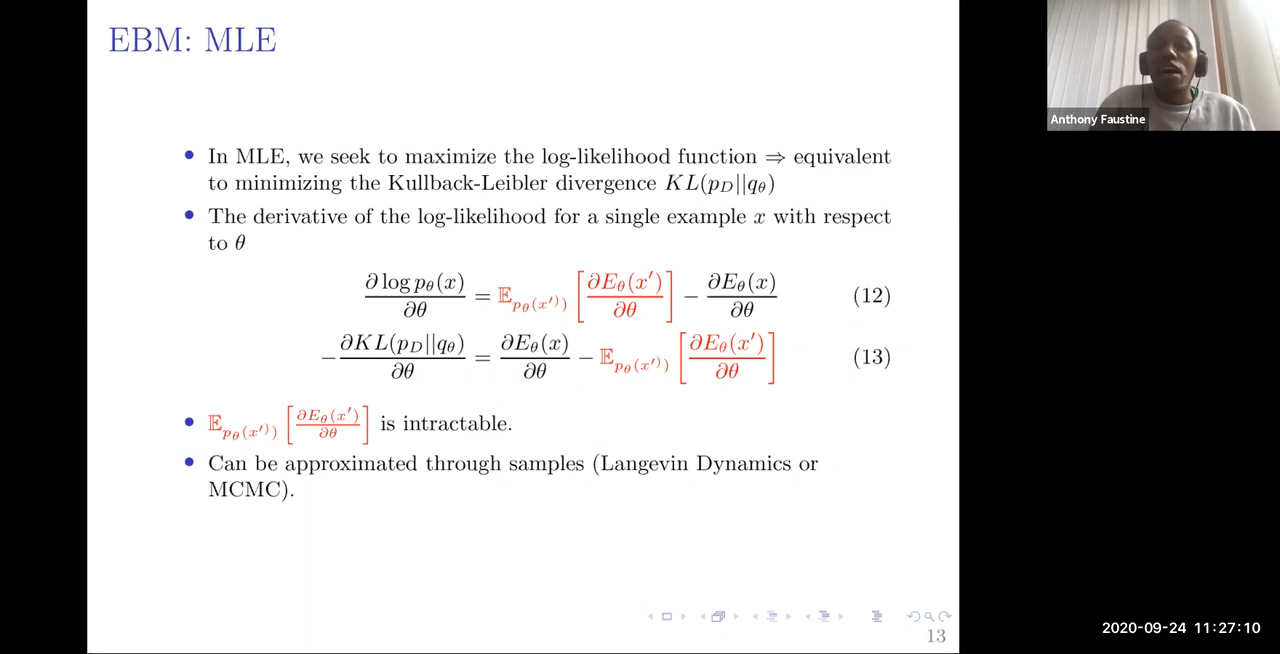 EBM: MLE
Anthony Faustine
• In MLE, we seek to maximize the log-likelihood function ⇒ equivalent
to minimizing the Kullback-Leibler divergence KL(p_D||q_θ)
• The derivative of the log-likelihood for a single example x with respect
to θ
∂ log p_θ(x)/∂θ = 𝔼_{p_θ(x′))} [∂E_θ(x′)/∂θ] − ∂E_θ(x)/∂θ (12)
−∂KL(p_D||q_θ)/∂θ = ∂E_θ(x)/∂θ − 𝔼_{p_θ(x′))} [∂E_θ(x′)/∂θ] (13)
• 𝔼_{p_θ(x′))} [∂E_θ(x′)/∂θ] is intractable.
• Can be approximated through samples (Langevin Dynamics or
MCMC).
13
2020-09-24 11:27:10